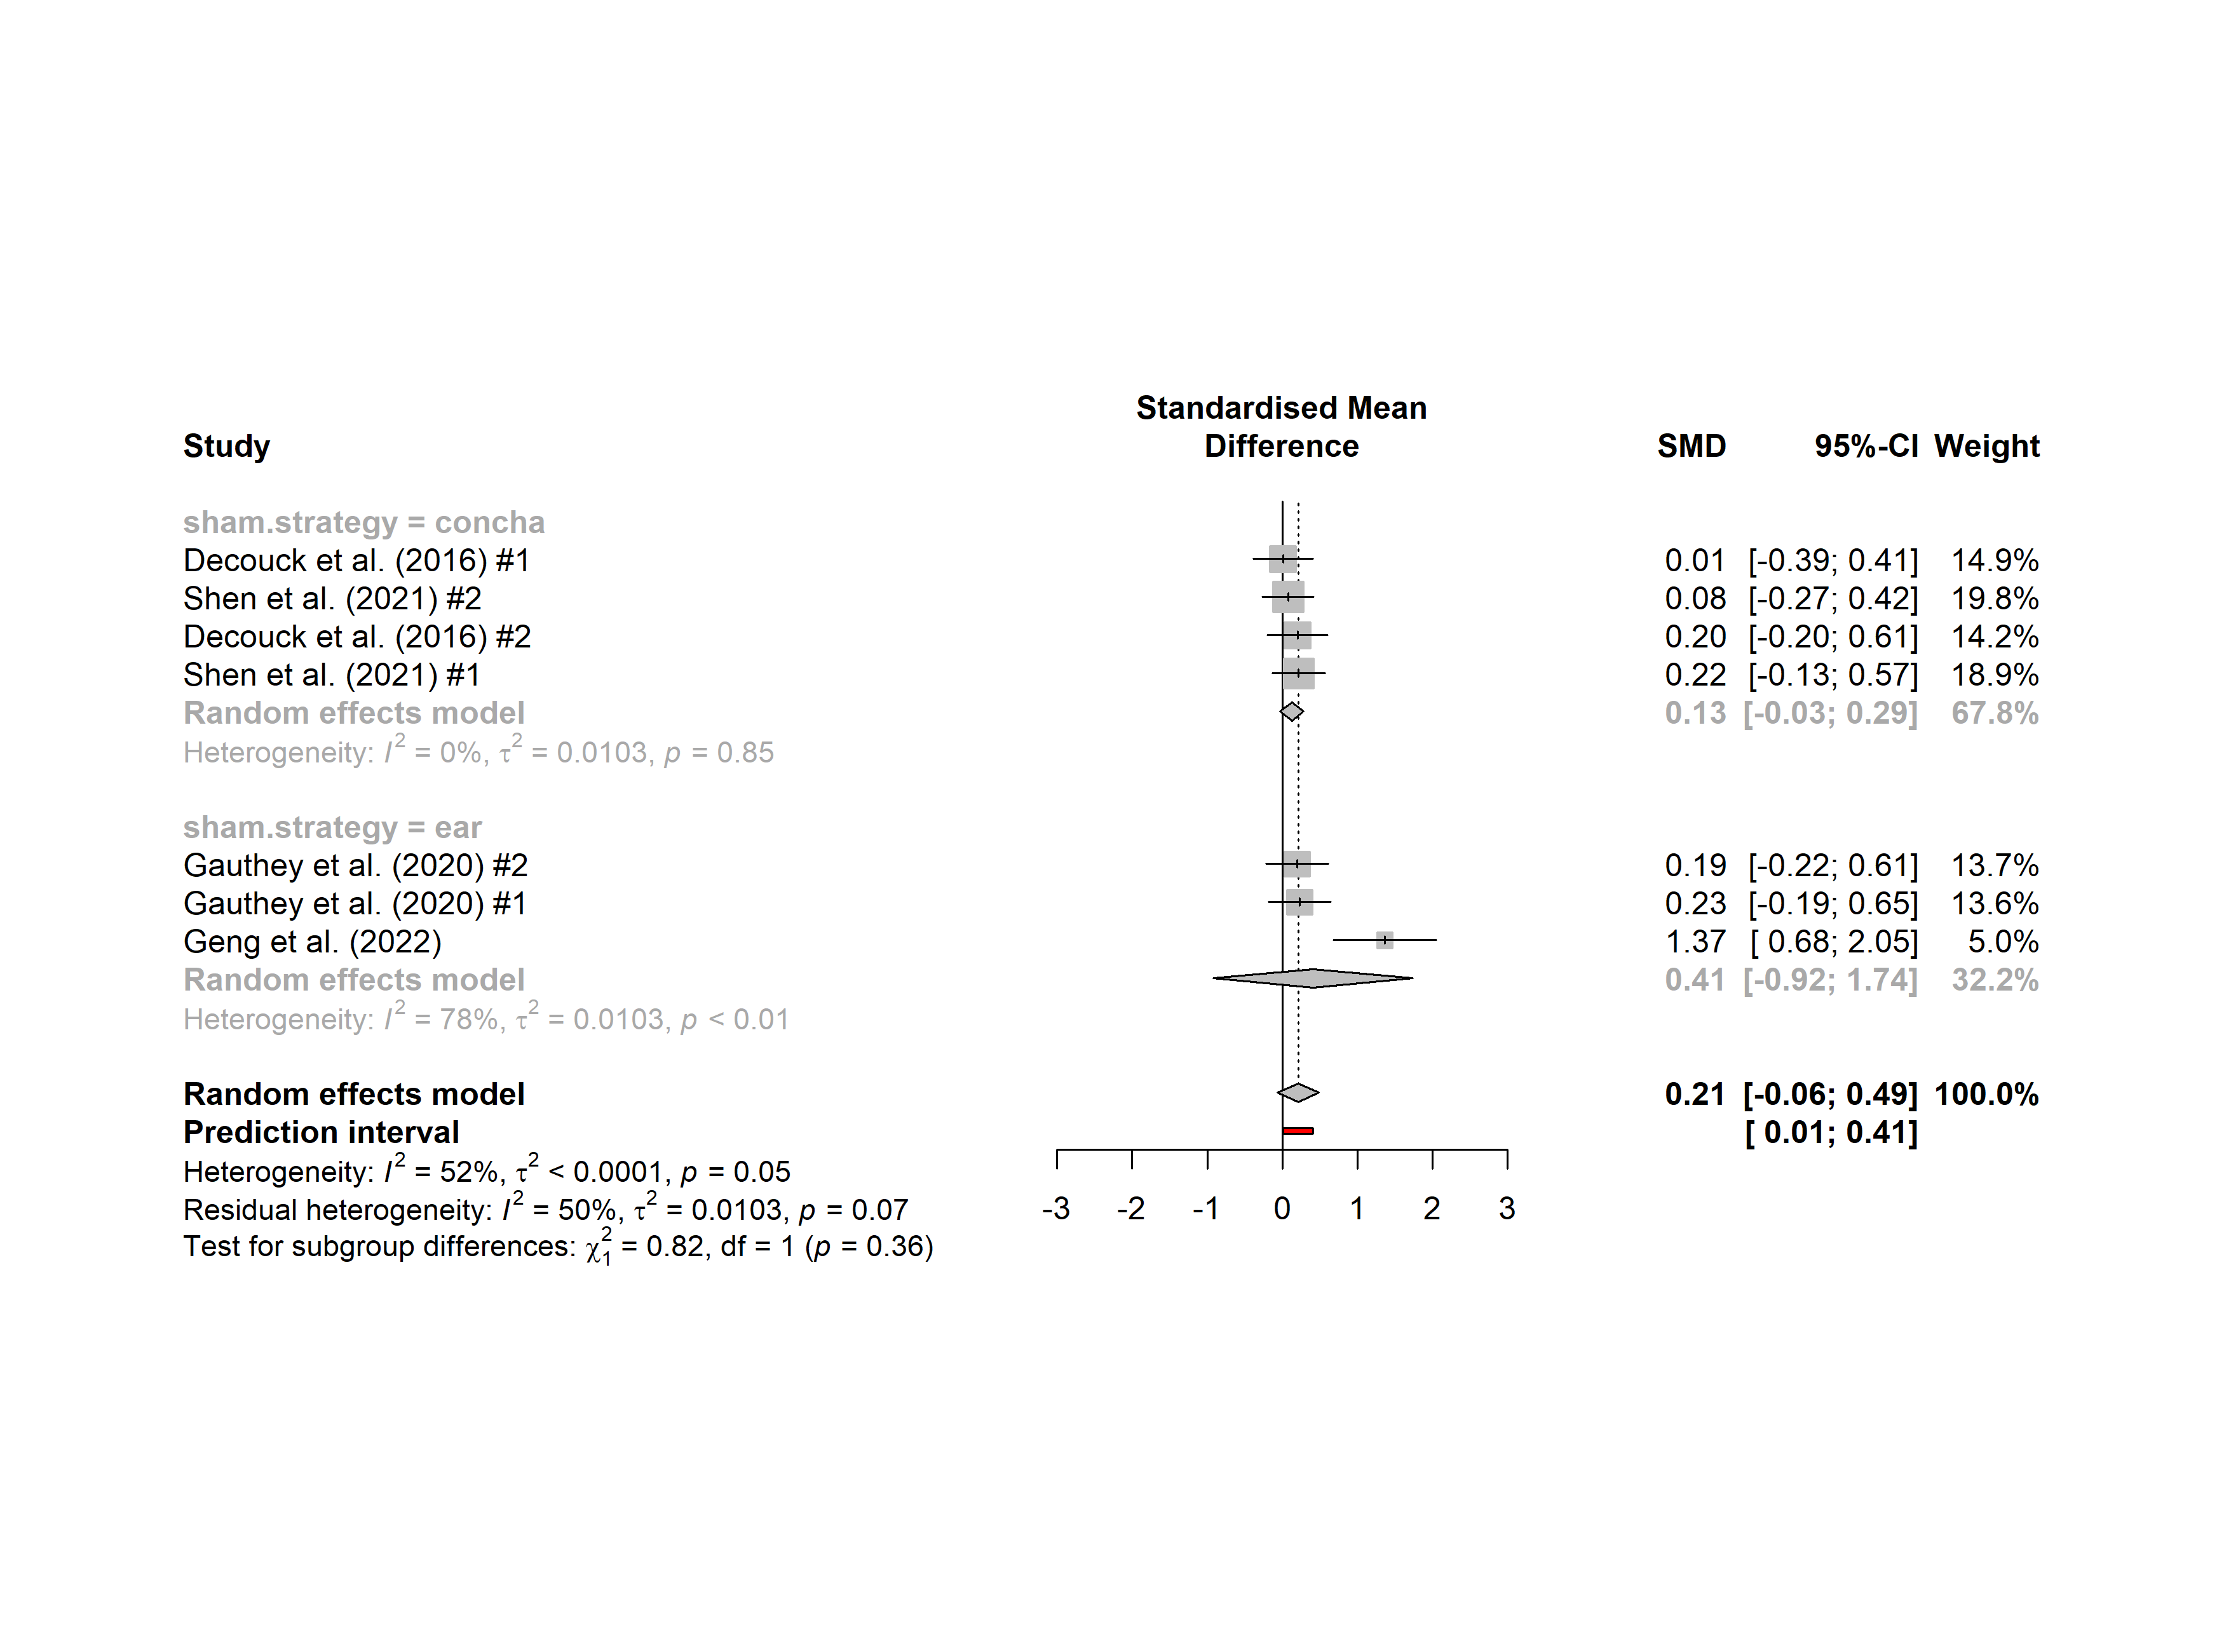 Standardised Mean
Study Difference SMD 95%-CI Weight
sham.strategy = concha
Decouck et al. (2016) #1 0.01 [-0.39; 0.41] 14.9%
Shen et al. (2021) #2 0.08 [-0.27; 0.42] 19.8%
Decouck et al. (2016) #2 0.20 [-0.20; 0.61] 14.2%
Shen et al. (2021) #1 0.22 [-0.13; 0.57] 18.9%
Random effects model 0.13 [-0.03; 0.29] 67.8%
Heterogeneity: I² = 0%, τ² = 0.0103, p = 0.85
sham.strategy = ear
Gauthey et al. (2020) #2 0.19 [-0.22; 0.61] 13.7%
Gauthey et al. (2020) #1 0.23 [-0.19; 0.65] 13.6%
Geng et al. (2022) 1.37 [ 0.68; 2.05] 5.0%
Random effects model 0.41 [-0.92; 1.74] 32.2%
Heterogeneity: I² = 78%, τ² = 0.0103, p < 0.01
Random effects model 0.21 [-0.06; 0.49] 100.0%
Prediction interval [ 0.01; 0.41]
Heterogeneity: I² = 52%, τ² < 0.0001, p = 0.05
Residual heterogeneity: I² = 50%, τ² = 0.0103, p = 0.07
-3 -2 -1 0 1 2 3
Test for subgroup differences: χ₁² = 0.82, df = 1 (p = 0.36)